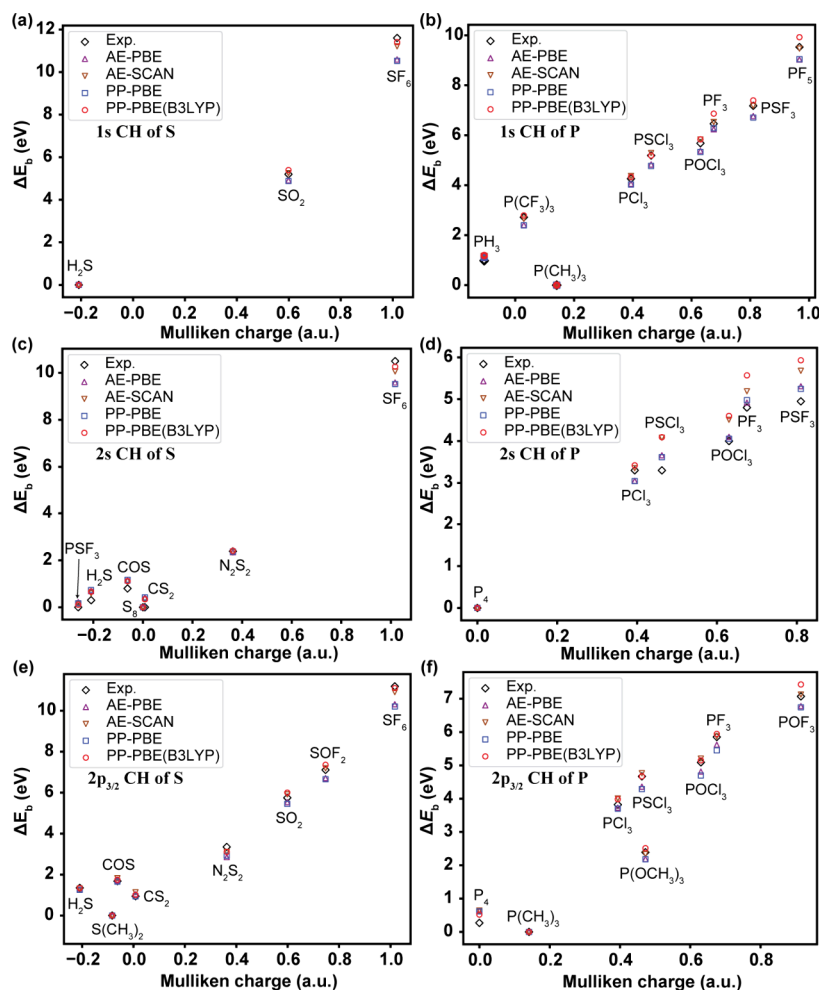 (a)
12
10
8
6
4
2
0
ΔE_b (eV)
Exp.
AE-PBE
AE-SCAN
PP-PBE
PP-PBE(B3LYP)
1s CH of S
H₂S
SO₂
SF₆
−0.2 0.0 0.2 0.4 0.6 0.8 1.0
Mulliken charge (a.u.)
(b)
10
8
6
4
2
0
ΔE_b (eV)
Exp.
AE-PBE
AE-SCAN
PP-PBE
PP-PBE(B3LYP)
1s CH of P
PH₃
P(CF₃)₃
P(CH₃)₃
PCl₃
PSCl₃
POCl₃
PF₃
PSF₃
PF₅
0.0 0.2 0.4 0.6 0.8 1.0
Mulliken charge (a.u.)
(c)
10
8
6
4
2
0
ΔE_b (eV)
Exp.
AE-PBE
AE-SCAN
PP-PBE
PP-PBE(B3LYP)
2s CH of S
PSF₃
H₂S
COS
S₈
CS₂
N₂S₂
SF₆
−0.2 0.0 0.2 0.4 0.6 0.8 1.0
Mulliken charge (a.u.)
(d)
6
5
4
3
2
1
0
ΔE_b (eV)
Exp.
AE-PBE
AE-SCAN
PP-PBE
PP-PBE(B3LYP)
2s CH of P
P₄
PCl₃
PSCl₃
POCl₃
PF₃
PSF₃
0.0 0.2 0.4 0.6 0.8
Mulliken charge (a.u.)
(e)
10
8
6
4
2
0
ΔE_b (eV)
Exp.
AE-PBE
AE-SCAN
PP-PBE
PP-PBE(B3LYP)
2p₃/₂ CH of S
H₂S
COS
S(CH₃)₂
CS₂
N₂S₂
SO₂
SOF₂
SF₆
−0.2 0.0 0.2 0.4 0.6 0.8 1.0
Mulliken charge (a.u.)
(f)
7
6
5
4
3
2
1
0
ΔE_b (eV)
Exp.
AE-PBE
AE-SCAN
PP-PBE
PP-PBE(B3LYP)
2p₃/₂ CH of P
P₄
P(CH₃)₃
PCl₃
PSCl₃
P(OCH₃)₃
POCl₃
PF₃
POF₃
0.0 0.2 0.4 0.6 0.8
Mulliken charge (a.u.)